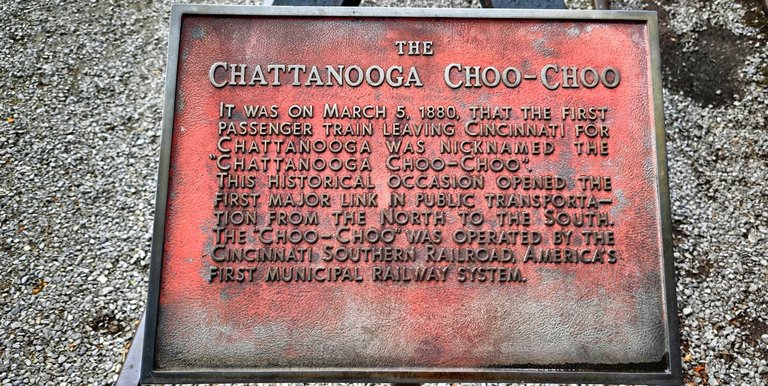 THE
CHATTANOOGA CHOO-CHOO
IT WAS ON MARCH 5, 1880, THAT THE FIRST
PASSENGER TRAIN LEAVING CINCINNATI FOR
CHATTANOOGA WAS NICKNAMED THE
"CHATTANOOGA CHOO-CHOO".
THIS HISTORICAL OCCASION OPENED THE
FIRST MAJOR LINK IN PUBLIC TRANSPORTA-
TION FROM THE NORTH TO THE SOUTH.
THE "CHOO-CHOO" WAS OPERATED BY THE
CINCINNATI SOUTHERN RAILROAD, AMERICA'S
FIRST MUNICIPAL RAILWAY SYSTEM.